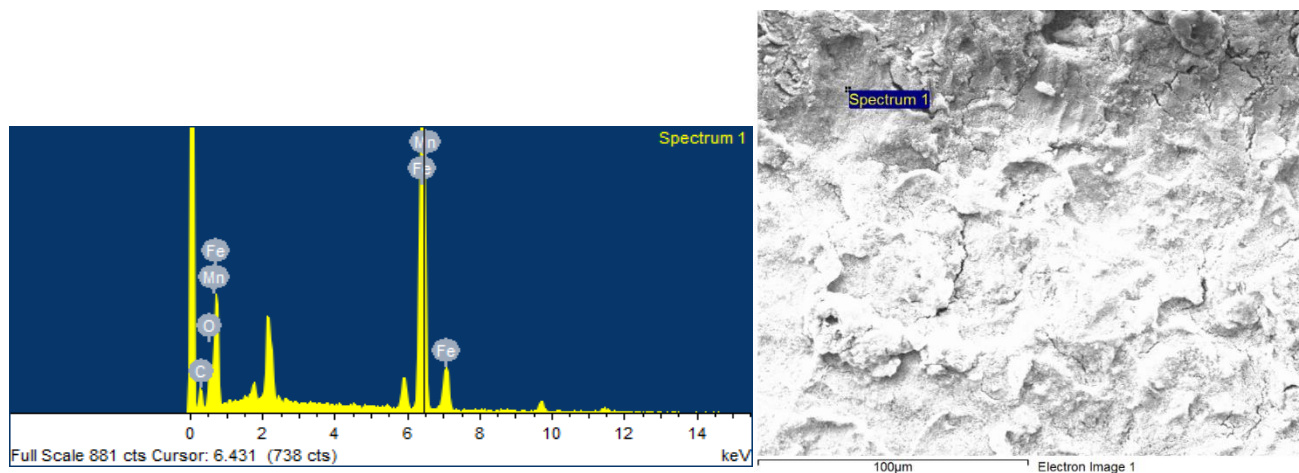 Spectrum 1
Mn
Fe
Fe
Mn
O
Fe
C
0 2 4 6 8 10 12 14
Full Scale 881 cts Cursor: 6.431 (738 cts) keV
Spectrum 1
100µm Electron Image 1